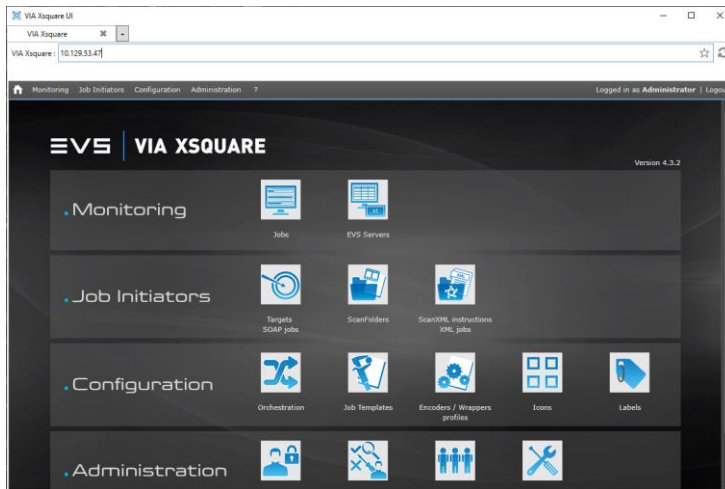 VIA Xsquare UI
VIA Xsquare
VIA Xsquare : 10.129.53.47
Monitoring Job Initiators Configuration Administration ? Logged in as Administrator | Logou
EVS | VIA XSQUARE
Version 4.3.2
.Monitoring
Jobs EVS Servers
.Job Initiators
Targets ScanFolders ScanXML instructions
SOAP jobs XML jobs
.Configuration
Orchestration Job Templates Encoders / Wrappers Icons Labels
profiles
.Administration